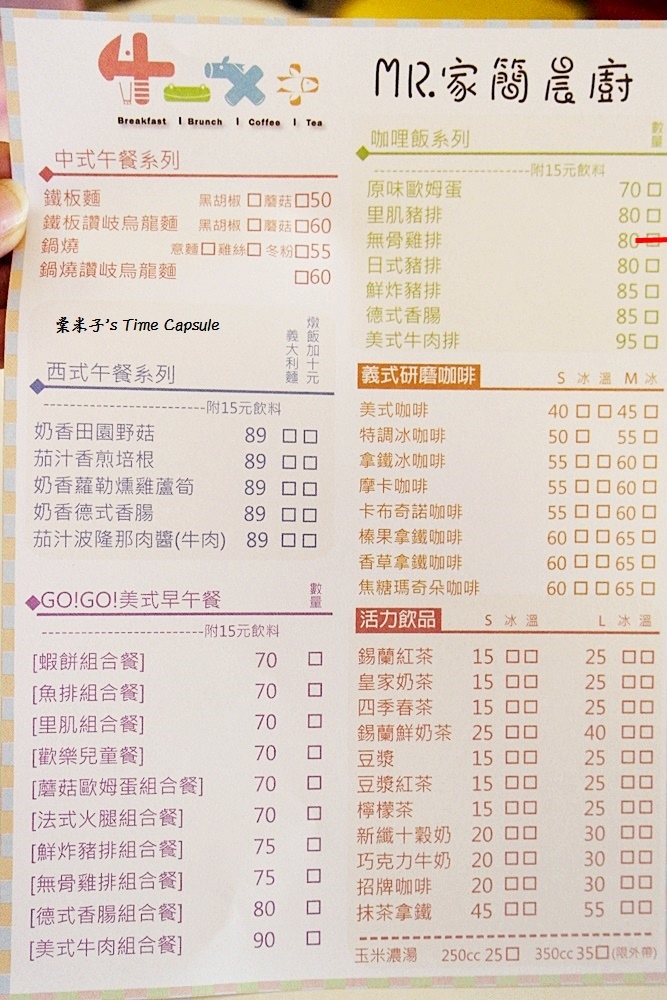 Breakfast | Brunch | Coffee | Tea
MR.家簡晨廚
中式午餐系列
鐵板麵 黑胡椒 □ 蘑菇 □50
鐵板讚岐烏龍麵 黑胡椒 □ 蘑菇 □60
鍋燒 意麵□ 雞絲□ 冬粉□55
鍋燒讚岐烏龍麵 □60
粟米子's Time Capsule
西式午餐系列
義大利麵
燉飯加十元
附15元飲料
奶香田園野菇 89 □□
茄汁香煎培根 89 □□
奶香蘿勒燻雞蘆筍 89 □□
奶香德式香腸 89 □□
茄汁波隆那肉醬(牛肉) 89 □□
GO!GO!美式早午餐 數量
附15元飲料
[蝦餅組合餐] 70 □
[魚排組合餐] 70 □
[里肌組合餐] 70 □
[歡樂兒童餐] 70 □
[蘑菇歐姆蛋組合餐] 70 □
[法式火腿組合餐] 70 □
[鮮炸豬排組合餐] 75 □
[無骨雞排組合餐] 75 □
[德式香腸組合餐] 80 □
[美式牛肉組合餐] 90 □
咖哩飯系列 數量
附15元飲料
原味歐姆蛋 70 □
里肌豬排 80 □
無骨雞排 80 □
日式豬排 80 □
鮮炸豬排 85 □
德式香腸 85 □
美式牛肉排 95 □
義式研磨咖啡 S 冰 溫 M 冰
美式咖啡 40 □ □ 45 □
特調冰咖啡 50 □ 55 □
拿鐵冰咖啡 55 □ □ 60 □
摩卡咖啡 55 □ □ 60 □
卡布奇諾咖啡 55 □ □ 60 □
榛果拿鐵咖啡 60 □ □ 65 □
香草拿鐵咖啡 60 □ □ 65 □
焦糖瑪奇朵咖啡 60 □ □ 65 □
活力飲品 S 冰 溫 L 冰 溫
錫蘭紅茶 15 □□ 25 □□
皇家奶茶 15 □□ 25 □□
四季春茶 15 □□ 25 □□
錫蘭鮮奶茶 25 □□ 40 □□
豆漿 15 □□ 25 □□
豆漿紅茶 15 □□ 25 □□
檸檬茶 15 □□ 25 □□
新纖十穀奶 20 □□ 30 □□
巧克力牛奶 20 □□ 30 □□
招牌咖啡 20 □□ 30 □□
抹茶拿鐵 45 □□ 55 □□
玉米濃湯 250cc 25□ 350cc 35□(限外帶)